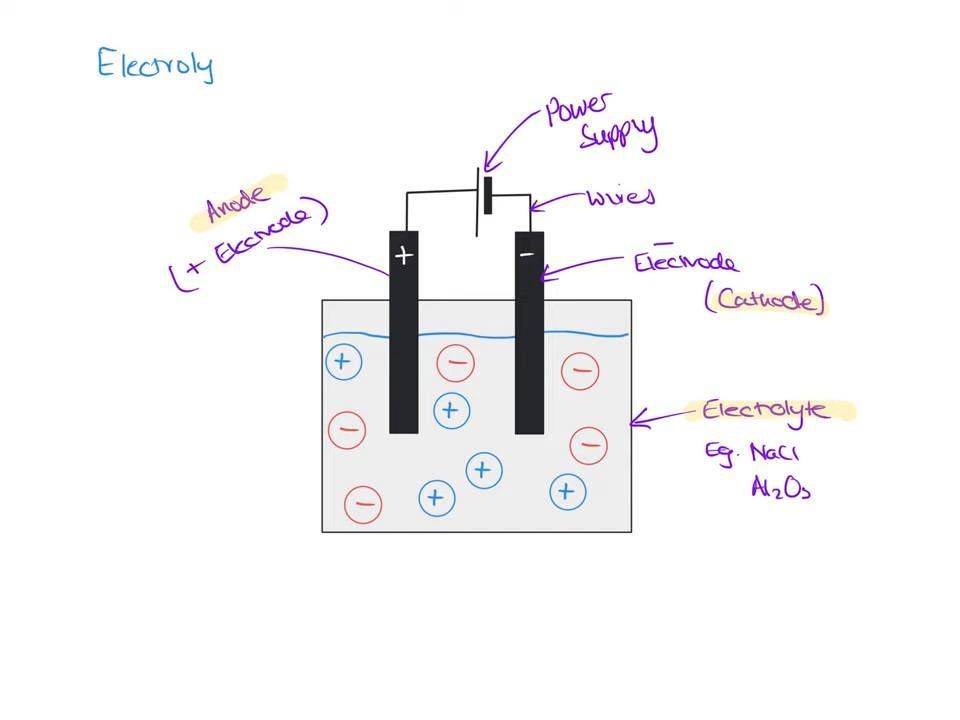 Electroly
Power
Supply
Wires
Anode
(+ Electrode)
+
-
− Electrode
(Cathode)
+
−
−
+
−
−
Electrolyte
Eg. NaCl
Al₂O₃
+
+
+
−